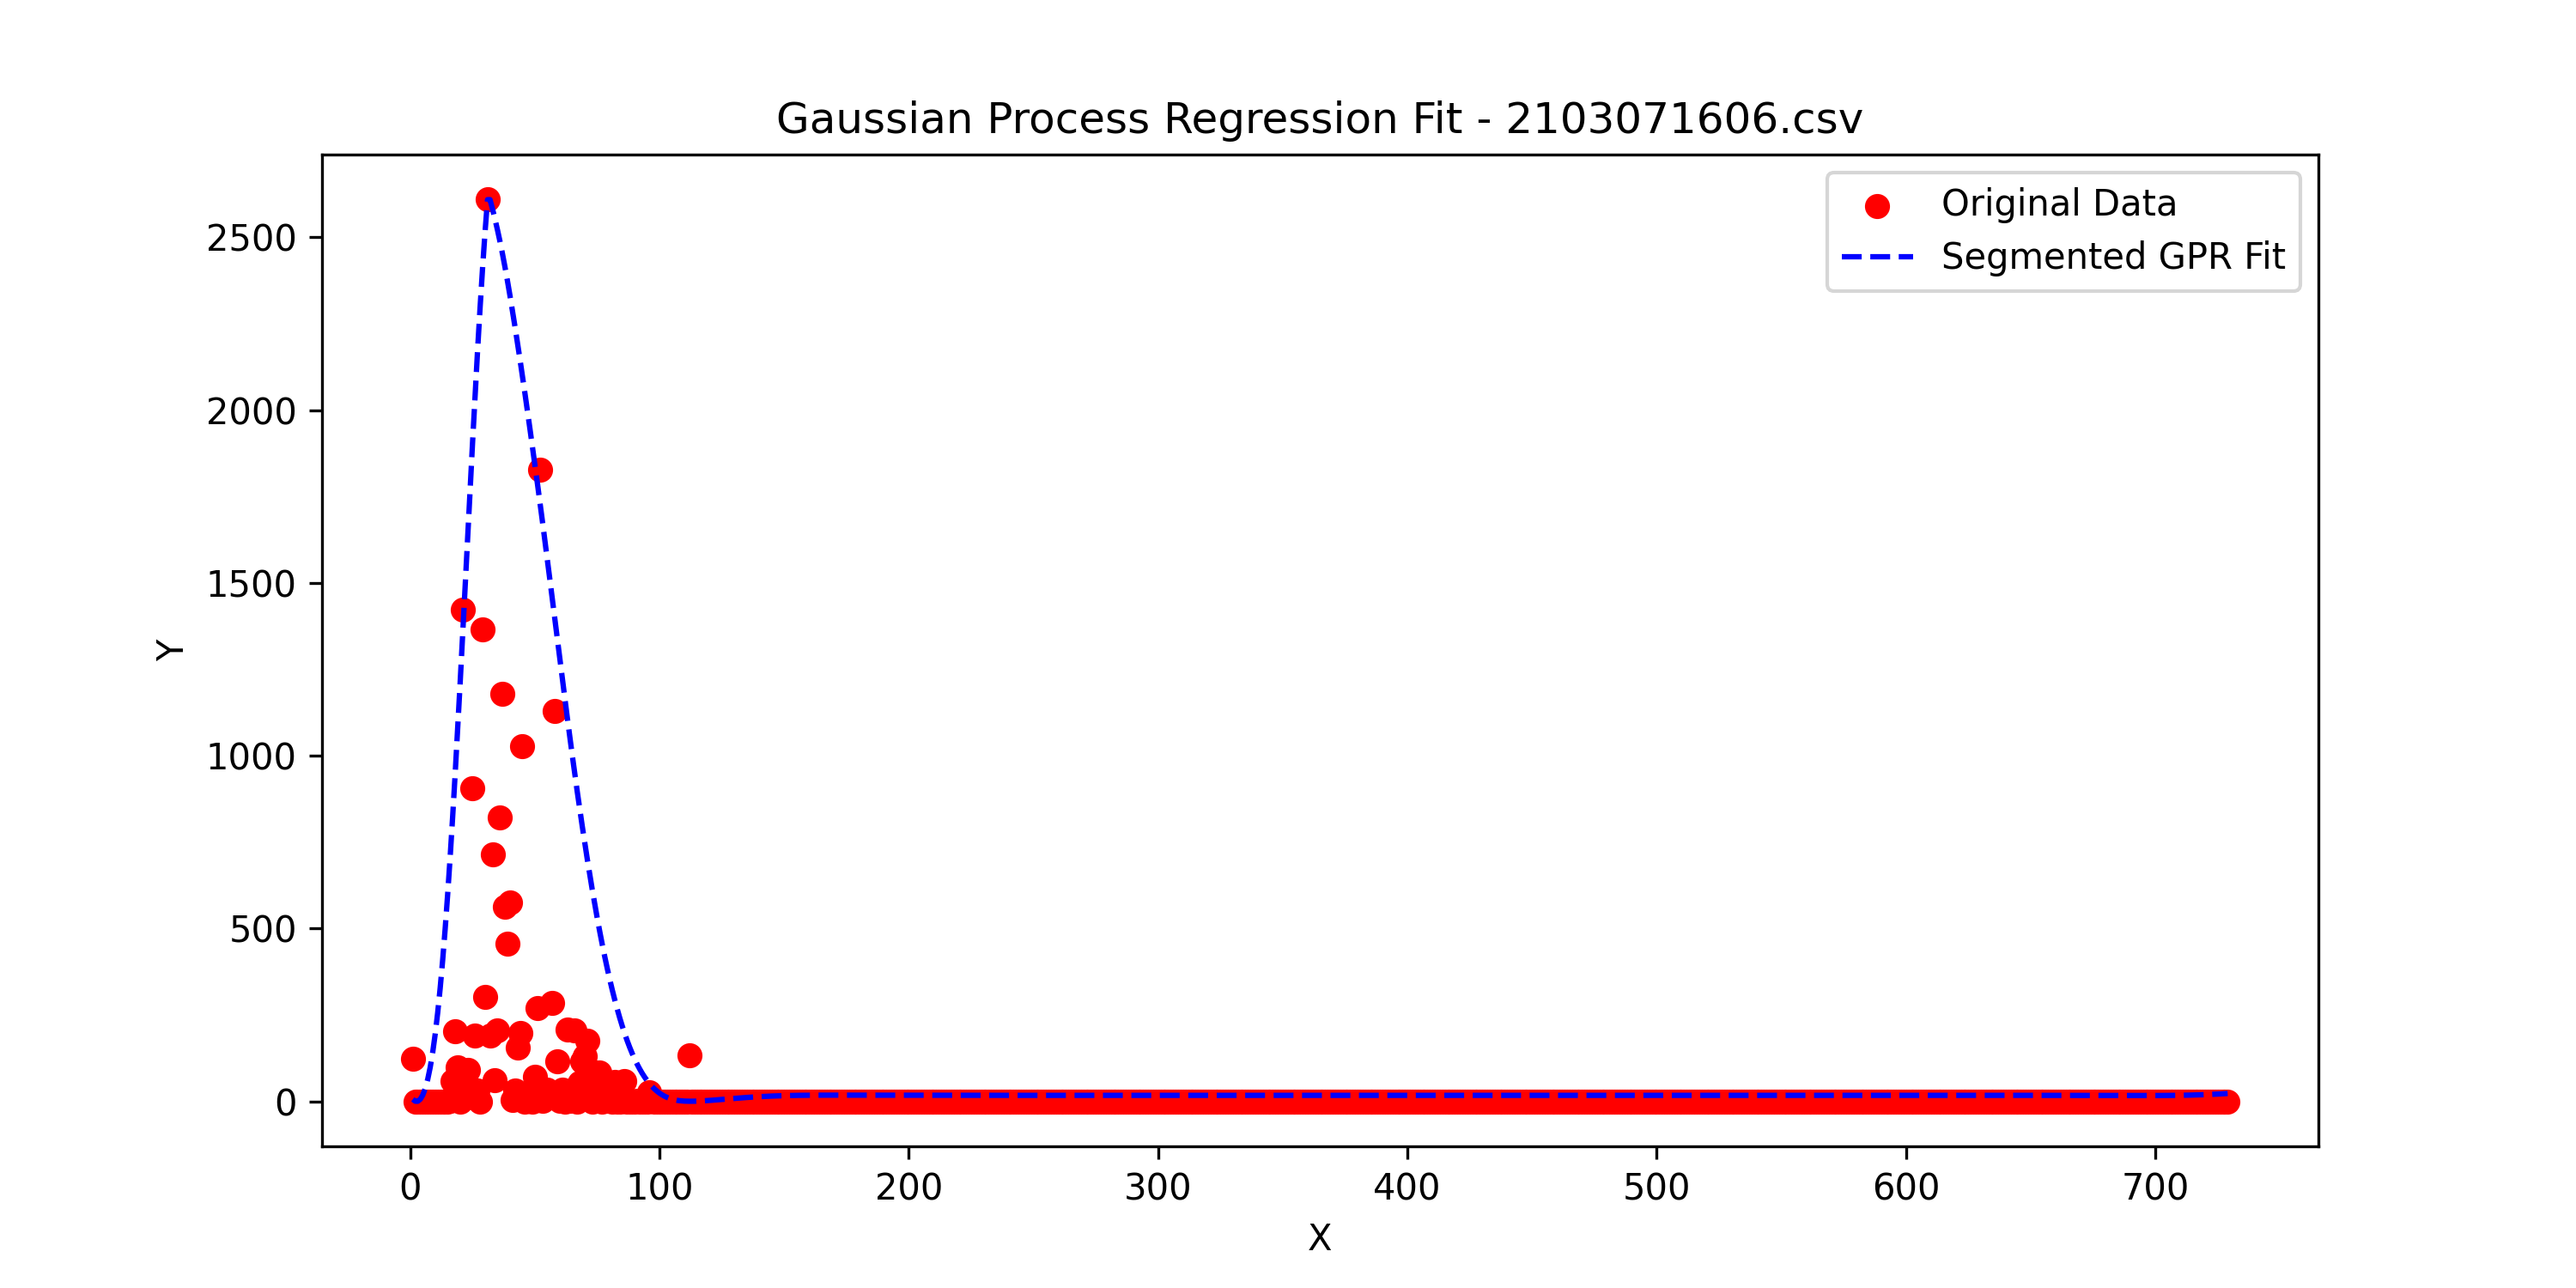 Gaussian Process Regression Fit - 2103071606.csv
Original Data
Segmented GPR Fit
2500
2000
1500
1000
500
0
Y
0 100 200 300 400 500 600 700
X